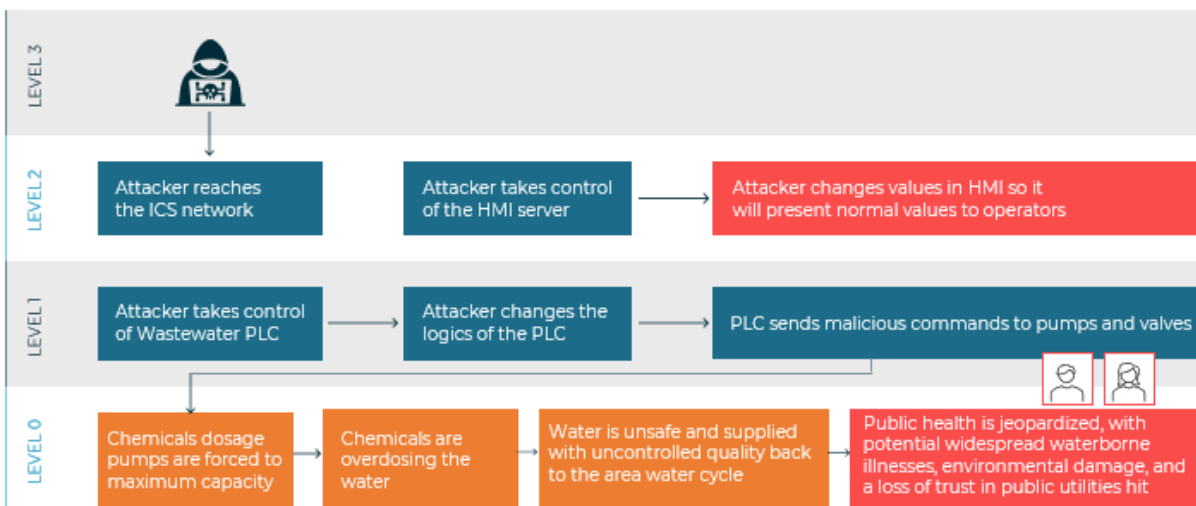 LEVEL 3
LEVEL 2
Attacker reaches
the ICS network
Attacker takes control
of the HMI server
Attacker changes values in HMI so it
will present normal values to operators
LEVEL 1
Attacker takes control
of Wastewater PLC
Attacker changes the
logics of the PLC
PLC sends malicious commands to pumps and valves
LEVEL 0
Chemicals dosage
pumps are forced to
maximum capacity
Chemicals are
overdosing the
water
Water is unsafe and supplied
with uncontrolled quality back
to the area water cycle
Public health is jeopardized, with
potential widespread waterborne
illnesses, environmental damage, and
a loss of trust in public utilities hit